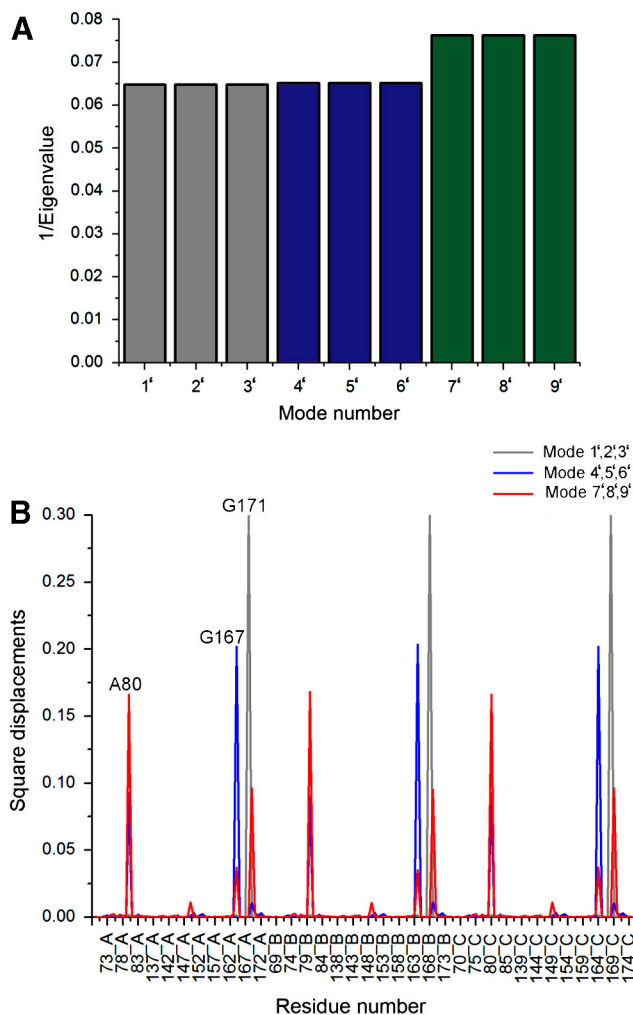 A
0.08
0.07
0.06
0.05
0.04
0.03
0.02
0.01
0.00
1/Eigenvalue
1‘ 2‘ 3‘ 4‘ 5‘ 6‘ 7‘ 8‘ 9‘
Mode number
Mode 1‘,2‘,3‘
Mode 4‘,5‘,6‘
Mode 7‘,8‘,9‘
B
0.30
0.25
0.20
0.15
0.10
0.05
0.00
Square displacements
G171
G167
A80
73_A 78_A 83_A 137_A 142_A 147_A 152_A 157_A 162_A 167_A 172_A 69_B 74_B 79_B 84_B 138_B 143_B 148_B 153_B 158_B 163_B 168_B 173_B 70_C 75_C 80_C 85_C 139_C 144_C 149_C 154_C 159_C 164_C 169_C 174_C
Residue number